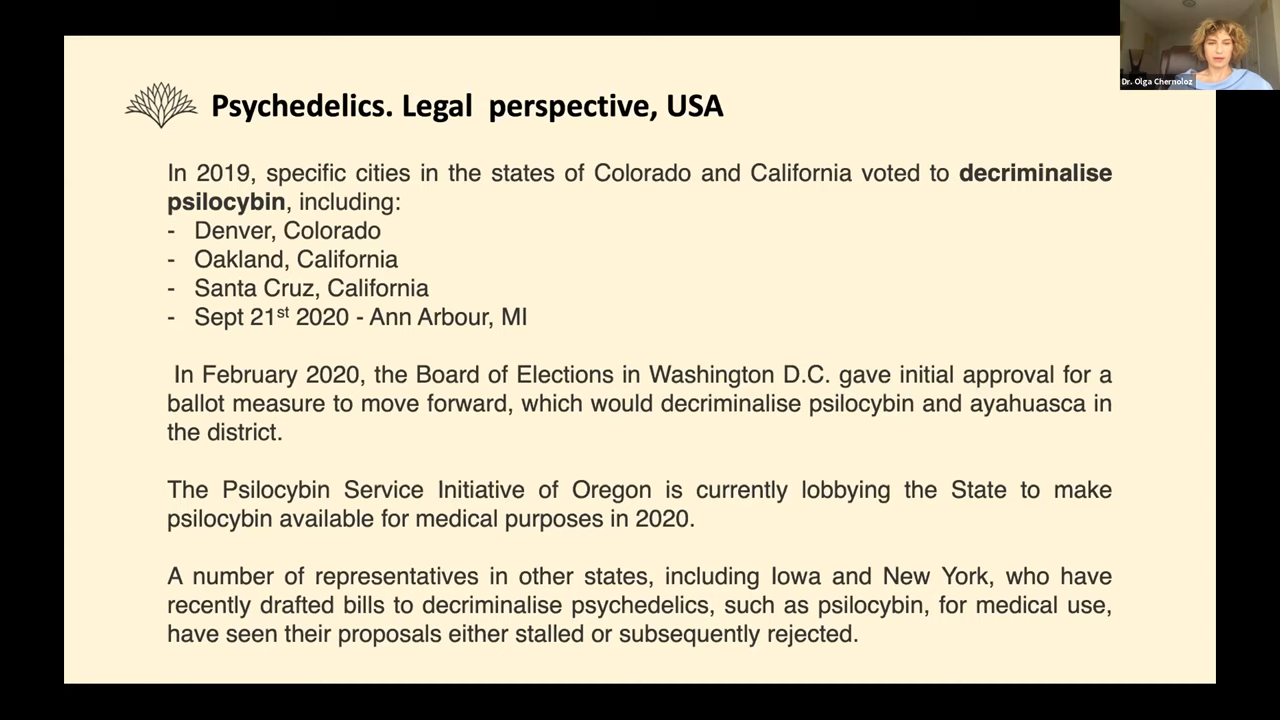 Dr. Olga Chernoloz
Psychedelics. Legal perspective, USA
In 2019, specific cities in the states of Colorado and California voted to decriminalise
psilocybin, including:
- Denver, Colorado
- Oakland, California
- Santa Cruz, California
- Sept 21st 2020 - Ann Arbour, MI
In February 2020, the Board of Elections in Washington D.C. gave initial approval for a
ballot measure to move forward, which would decriminalise psilocybin and ayahuasca in
the district.
The Psilocybin Service Initiative of Oregon is currently lobbying the State to make
psilocybin available for medical purposes in 2020.
A number of representatives in other states, including Iowa and New York, who have
recently drafted bills to decriminalise psychedelics, such as psilocybin, for medical use,
have seen their proposals either stalled or subsequently rejected.